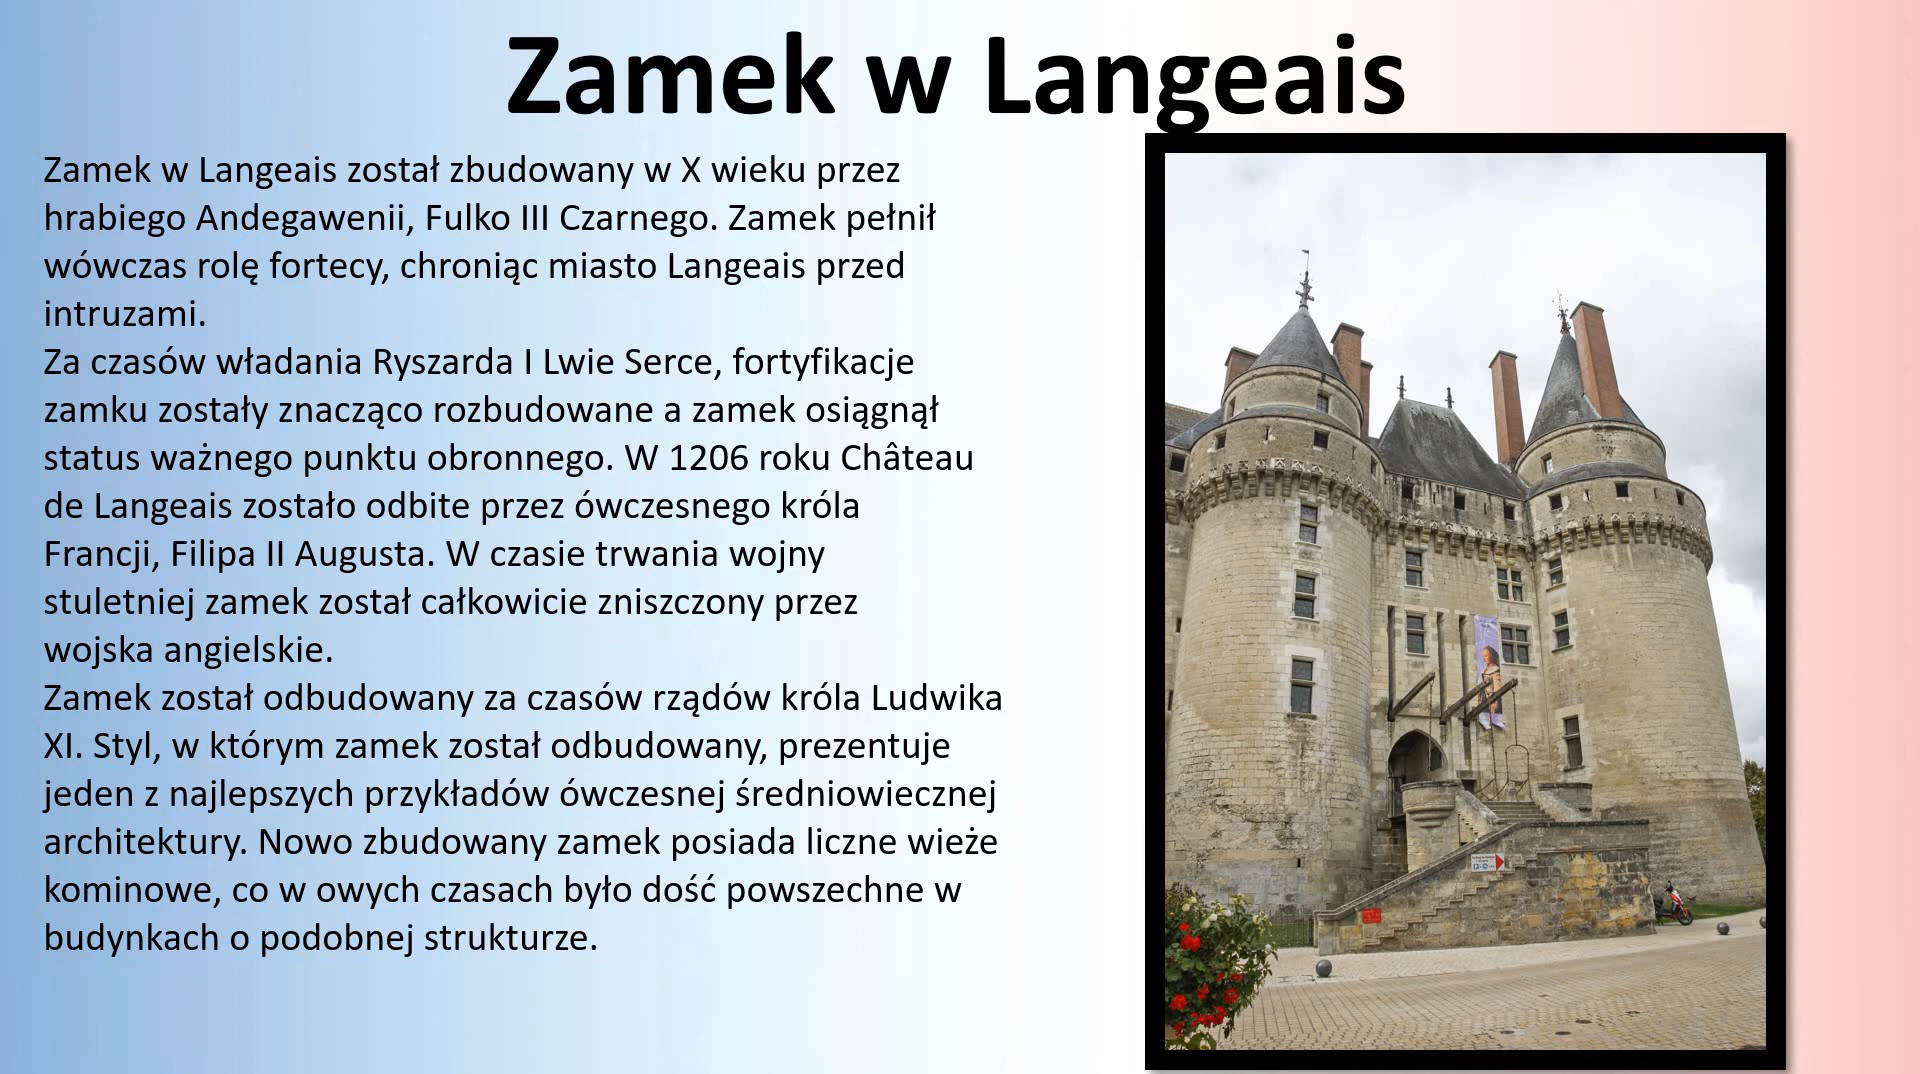 Zamek w Langeais
Zamek w Langeais został zbudowany w X wieku przez
hrabiego Andegawenii, Fulko III Czarnego. Zamek pełnił
wówczas rolę fortecy, chroniąc miasto Langeais przed
intruzami.
Za czasów władania Ryszarda I Lwie Serce, fortyfikacje
zamku zostały znacząco rozbudowane a zamek osiągnął
status ważnego punktu obronnego. W 1206 roku Château
de Langeais zostało odbite przez ówczesnego króla
Francji, Filipa II Augusta. W czasie trwania wojny
stuletniej zamek został całkowicie zniszczony przez
wojska angielskie.
Zamek został odbudowany za czasów rządów króla Ludwika
XI. Styl, w którym zamek został odbudowany, prezentuje
jeden z najlepszych przykładów ówczesnej średniowiecznej
architektury. Nowo zbudowany zamek posiada liczne wieże
kominowe, co w owych czasach było dość powszechne w
budynkach o podobnej strukturze.